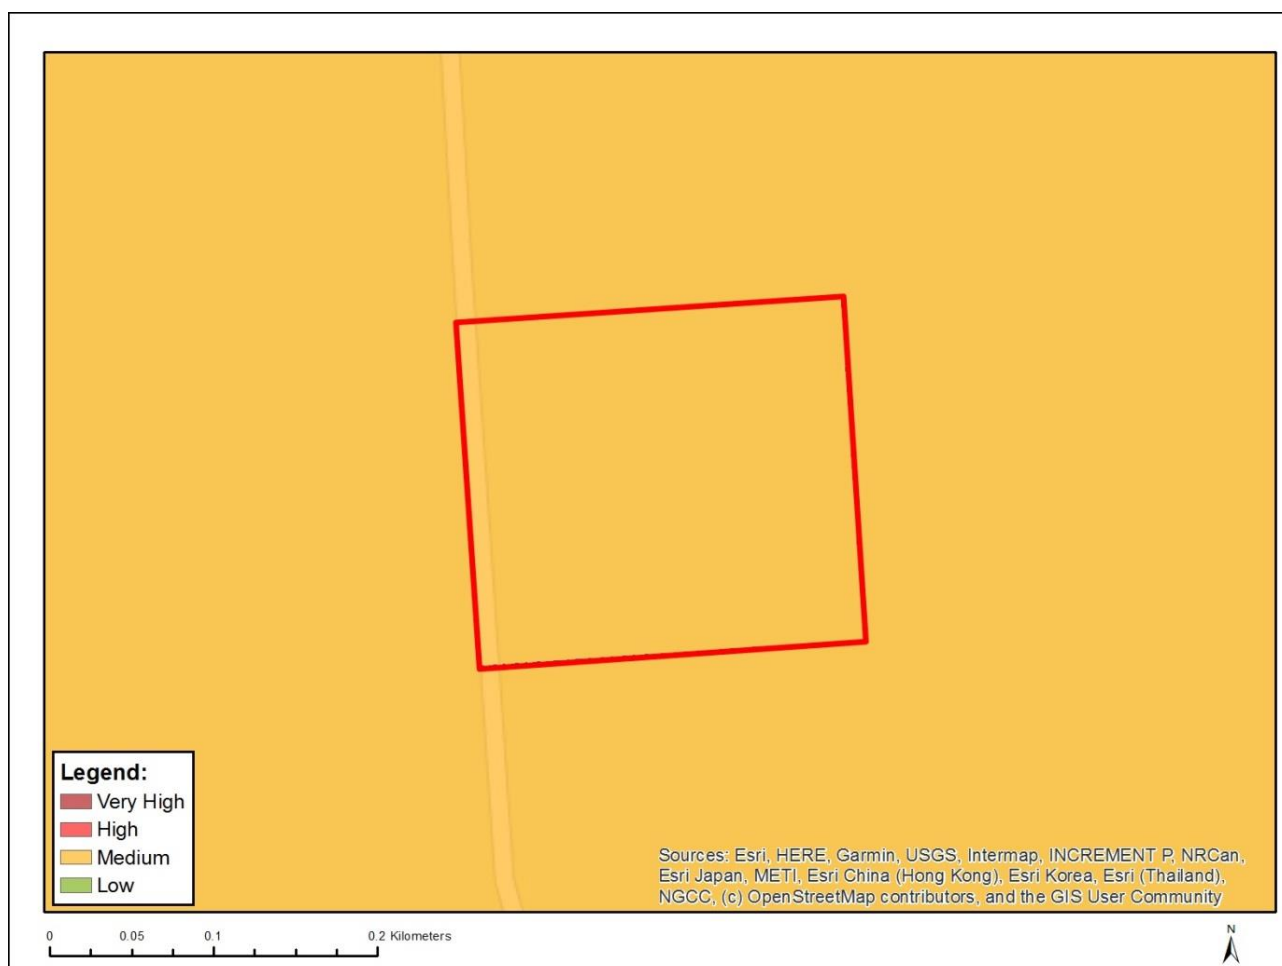 Legend:
Very High
High
Medium
Low
Sources: Esri, HERE, Garmin, USGS, Intermap, INCREMENT P, NRCan,
Esri Japan, METI, Esri China (Hong Kong), Esri Korea, Esri (Thailand),
NGCC, (c) OpenStreetMap contributors, and the GIS User Community
0 0.05 0.1 0.2 Kilometers
N